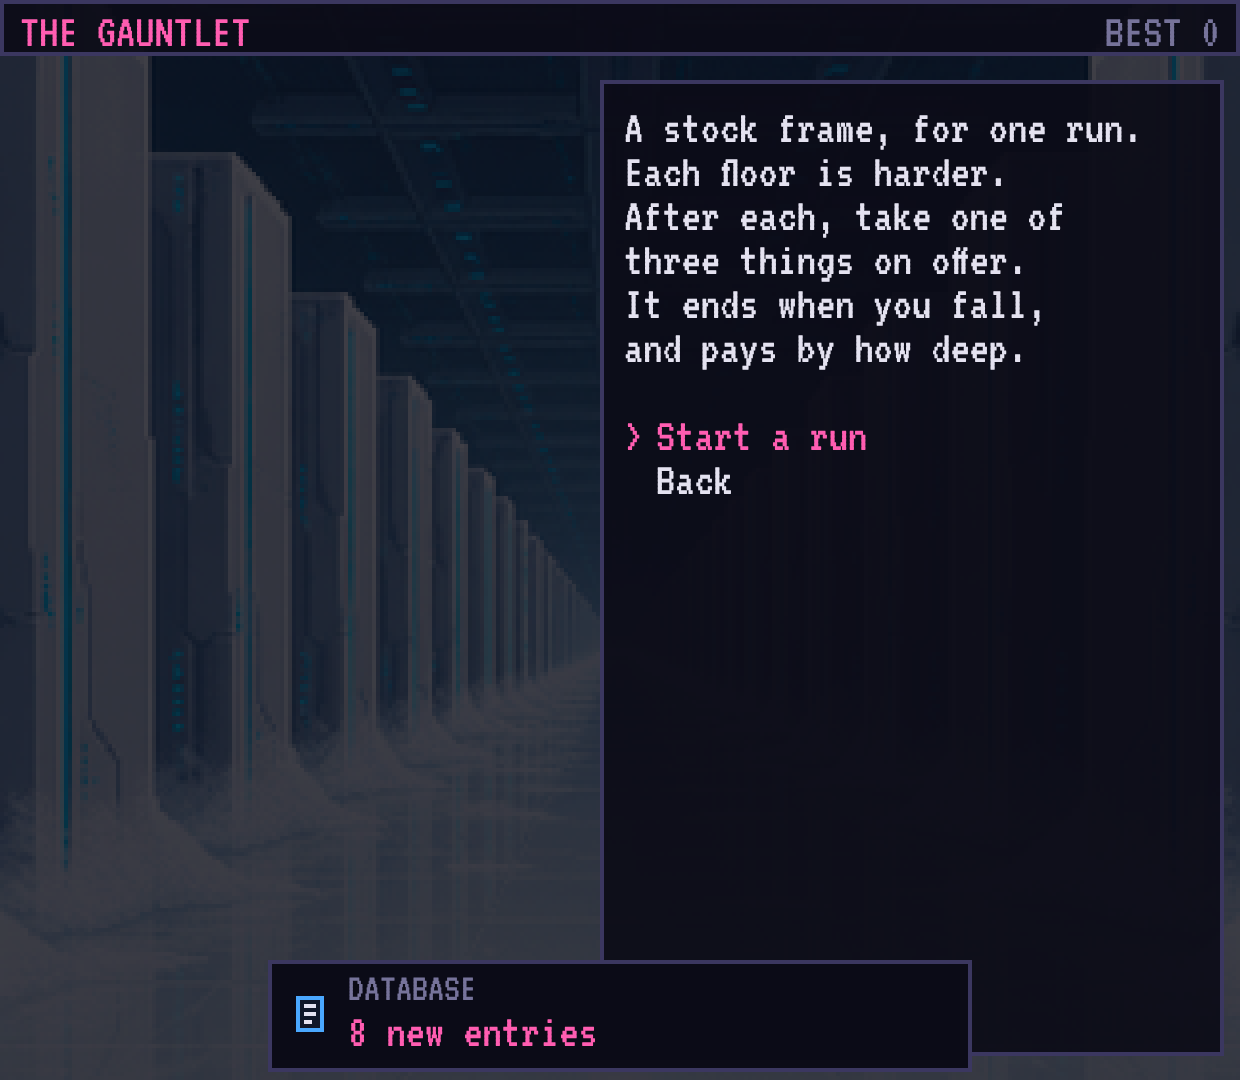 THE GAUNTLET
BEST 0
A stock frame, for one run.
Each floor is harder.
After each, take one of
three things on offer.
It ends when you fall,
and pays by how deep.
> Start a run
Back
DATABASE
8 new entries